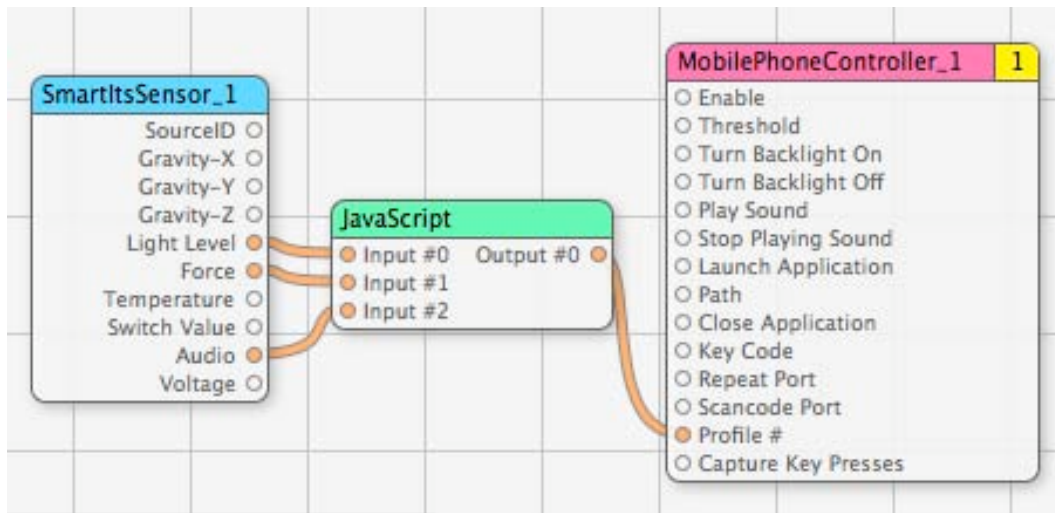 SmartItsSensor_1
SourceID
Gravity-X
Gravity-Y
Gravity-Z
Light Level
Force
Temperature
Switch Value
Audio
Voltage
JavaScript
Input #0 Output #0
Input #1
Input #2
MobilePhoneController_1 1
Enable
Threshold
Turn Backlight On
Turn Backlight Off
Play Sound
Stop Playing Sound
Launch Application
Path
Close Application
Key Code
Repeat Port
Scancode Port
Profile #
Capture Key Presses